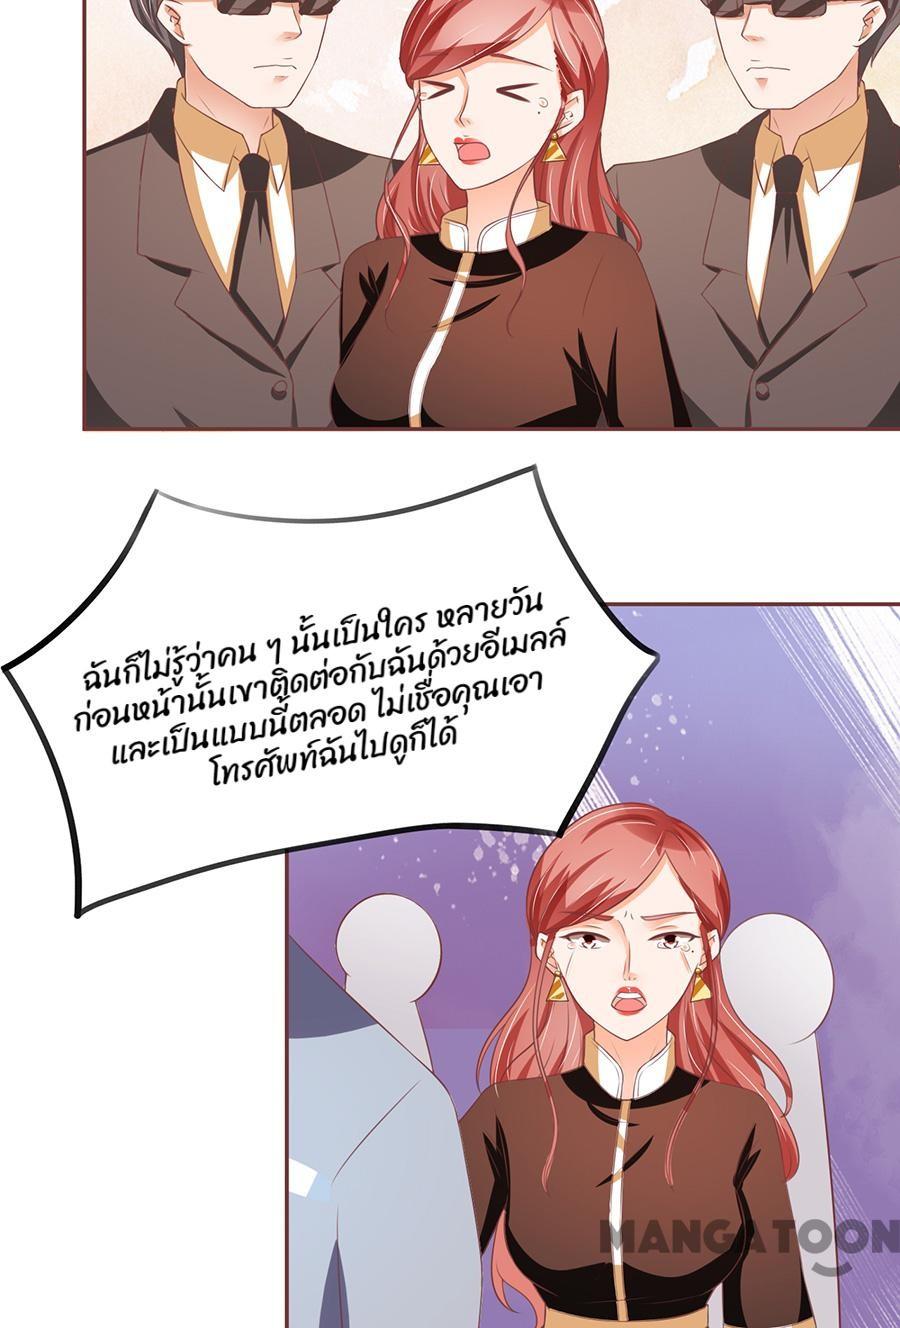 ฉันก็ไม่รู้ว่าคน ๆ นั้นเป็นใคร หลายวัน
ก่อนหน้านั้นเขาติดต่อกับฉันด้วยอีเมลล์
และเป็นแบบนี้ตลอด ไม่เชื่อคุณเอา
โทรศัพท์ฉันไปดูก็ได้
MANGATOON